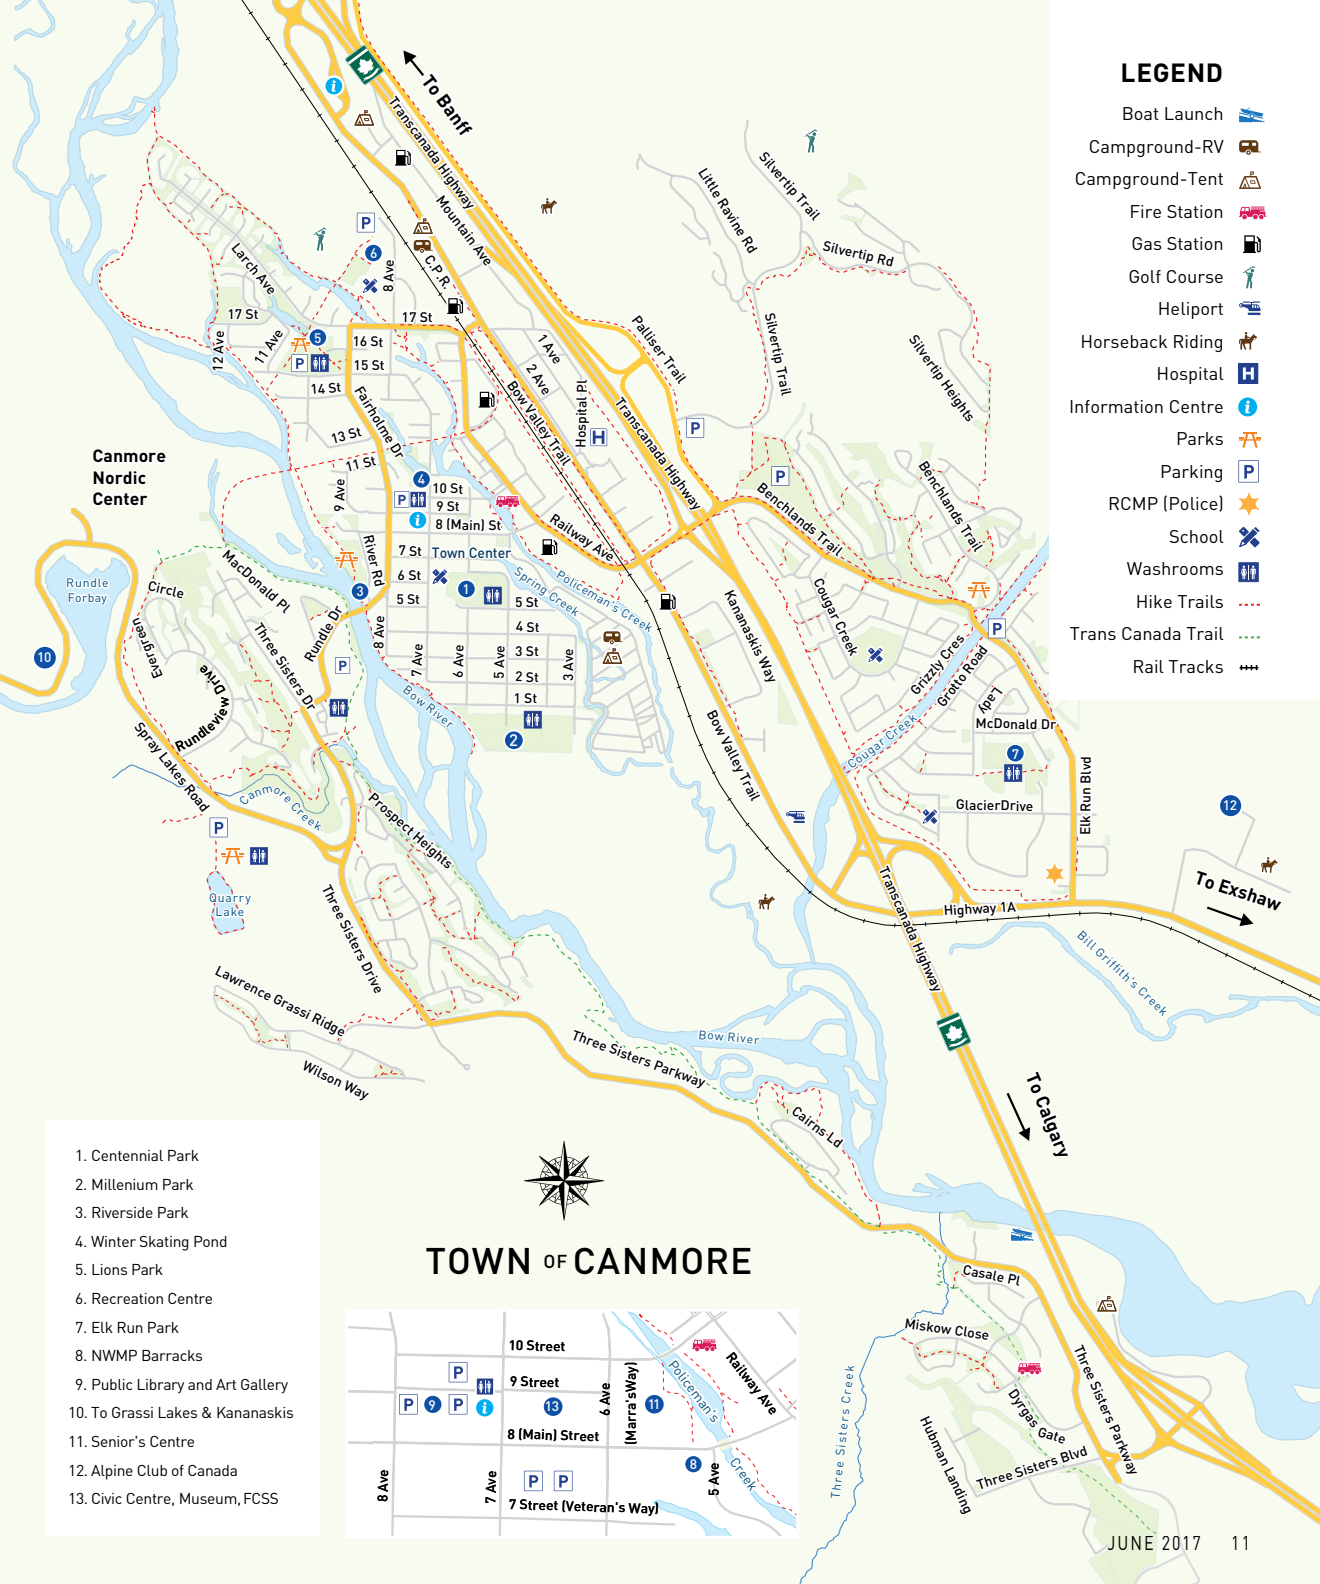 To Banff
Transcanada Highway
Mountain Ave
C.P.R.
Larch Ave
8 Ave
17 St
17 St
12 Ave
11 Ave
16 St
15 St
14 St
13 St
11 St
Fairholme Dr
9 Ave
10 St
9 St
8 (Main) St
7 St
Town Center
6 St
5 St
5 St
4 St
3 St
2 St
1 St
River Rd
8 Ave
7 Ave
6 Ave
5 Ave
3 Ave
1 Ave
2 Ave
Hospital Pl
H
Bow Valley Trail
Railway Ave
Policeman's Creek
Spring Creek
Palliser Trail
Transcanada Highway
Little Ravine Rd
Silvertip Trail
Silvertip Rd
Silvertip Trail
Silvertip Heights
Benchlands Trail
Benchlands Trail
Cougar Creek
Kananaskis Way
Grizzly Cres
Grotto Road
Lady
McDonald Dr
Cougar Creek
GlacierDrive
Elk Run Blvd
Bow Valley Trail
Highway 1A
Transcanada Highway
To Exshaw
Bill Griffith's Creek
To Calgary
Canmore
Nordic
Center
Rundle
Forbay
Circle
Evergreen
MacDonald Pl
Rundle Dr
Three Sisters Dr
Rundleview Drive
Spray Lakes Road
Canmore Creek
Bow River
Prospect Heights
Quarry
Lake
Three Sisters Drive
Lawrence Grassi Ridge
Wilson Way
Three Sisters Parkway
Bow River
Cairns Ld
Casale Pl
Miskow Close
Dyrgas Gate
Hubman Landing
Three Sisters Blvd
Three Sisters Parkway
Three Sisters Creek
P
P
P
P
P
P
P
P
i
i
1
2
3
4
5
6
7
10
12
LEGEND
Boat Launch
Campground-RV
Campground-Tent
Fire Station
Gas Station
Golf Course
Heliport
Horseback Riding
Hospital H
Information Centre i
Parks
Parking P
RCMP (Police)
School
Washrooms
Hike Trails
Trans Canada Trail
Rail Tracks
1. Centennial Park
2. Millenium Park
3. Riverside Park
4. Winter Skating Pond
5. Lions Park
6. Recreation Centre
7. Elk Run Park
8. NWMP Barracks
9. Public Library and Art Gallery
10. To Grassi Lakes & Kananaskis
11. Senior's Centre
12. Alpine Club of Canada
13. Civic Centre, Museum, FCSS
TOWN OF CANMORE
10 Street
9 Street
8 (Main) Street
7 Street (Veteran's Way)
8 Ave
7 Ave
6 Ave
(Marra'sWay)
5 Ave
Railway Ave
Policeman's
Creek
P
P
P
P
P
i
9
13
11
8
JUNE 2017 11